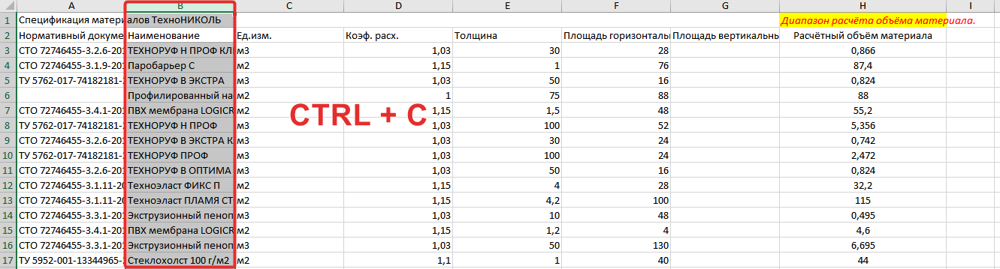 A B C D E F G H I
1 Спецификация материалов ТехноНИКОЛЬ Диапазон расчёта объёма материала.
2 Нормативный докуме Наименование Ед.изм. Коэф. расх. Толщина Площадь горизонталь Площадь вертикальн Расчётный объём материала
3 СТО 72746455-3.2.6-201 ТЕХНОРУФ Н ПРОФ КЛ м3 1,03 30 28 0,866
4 СТО 72746455-3.1.9-201 Паробарьер С м2 1,15 1 76 87,4
5 ТУ 5762-017-74182181- ТЕХНОРУФ В ЭКСТРА м3 1,03 50 16 0,824
6 Профилированный на м2 1 75 88 88
7 СТО 72746455-3.4.1-201 ПВХ мембрана LOGICR м2 1,15 1,5 48 55,2
CTRL + C
8 ТУ 5762-017-74182181- ТЕХНОРУФ Н ПРОФ м3 1,03 100 52 5,356
9 СТО 72746455-3.2.6-201 ТЕХНОРУФ В ЭКСТРА К м3 1,03 30 24 0,742
10 ТУ 5762-017-74182181- ТЕХНОРУФ ПРОФ м3 1,03 100 24 2,472
11 СТО 72746455-3.2.6-201 ТЕХНОРУФ В ОПТИМА м3 1,03 50 16 0,824
12 СТО 72746455-3.1.11-20 Техноэласт ФИКС П м2 1,15 4 28 32,2
13 СТО 72746455-3.1.11-20 Техноэласт ПЛАМЯ СТ м2 1,15 4,2 100 115
14 СТО 72746455-3.3.1-201 Экструзионный пеноп м3 1,03 10 48 0,495
15 СТО 72746455-3.4.1-201 ПВХ мембрана LOGICR м2 1,15 1,2 4 4,6
16 СТО 72746455-3.3.1-201 Экструзионный пеноп м3 1,03 50 130 6,695
17 ТУ 5952-001-13344965- Стеклохолст 100 г/м2 м2 1,1 1 40 44